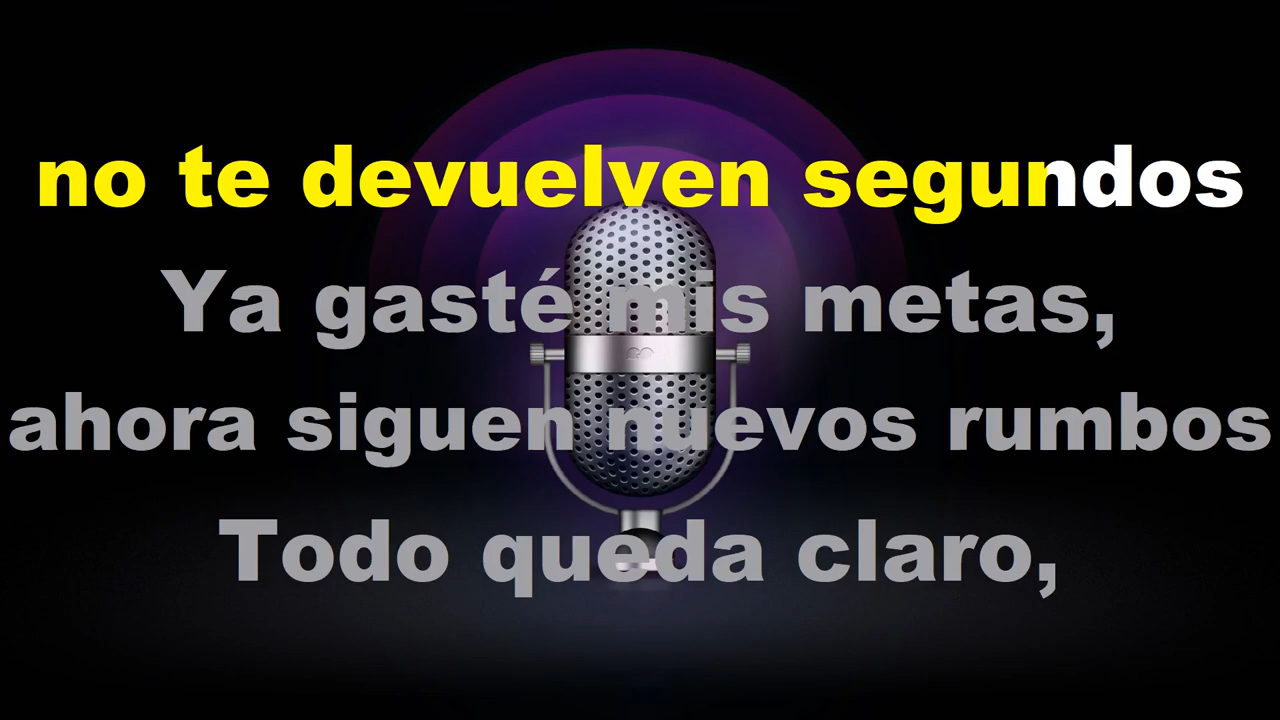 no te devuelven segundos
Ya gasté mis metas,
ahora siguen nuevos rumbos
Todo queda claro,